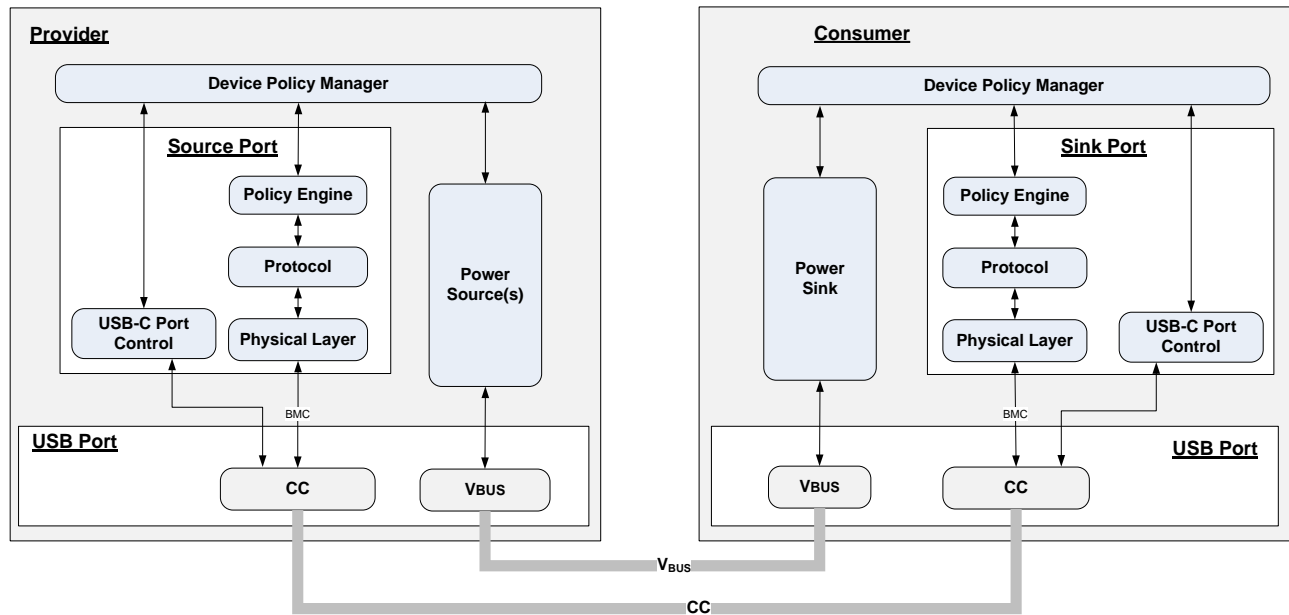 Provider
Device Policy Manager
Source Port
Policy Engine
Protocol
Physical Layer
USB-C Port
Control
Power
Source(s)
BMC
USB Port
CC
VBUS
Consumer
Device Policy Manager
Sink Port
Policy Engine
Protocol
Physical Layer
USB-C Port
Control
Power
Sink
BMC
USB Port
VBUS
CC
VBUS
CC